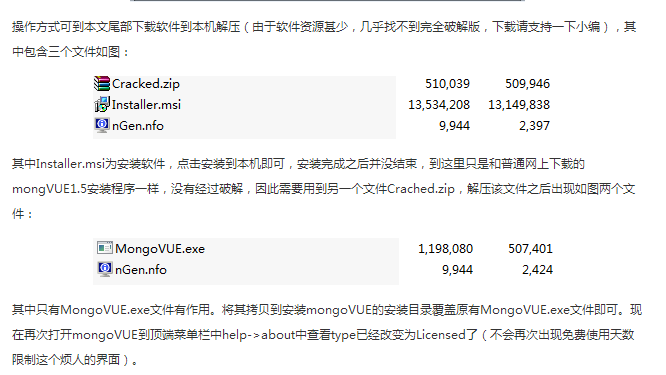 操作方式可到本文尾部下载软件到本机解压（由于软件资源甚少，几乎找不到完全破解版，下载请支持一下小编），其
中包含三个文件如图：
Cracked.zip 510,039 509,946
Installer.msi 13,534,208 13,149,838
nGen.nfo 9,944 2,397
其中Installer.msi为安装软件，点击安装到本机即可，安装完成之后并没结束，到这里只是和普通网上下载的
mongVUE1.5安装程序一样，没有经过破解，因此需要用到另一个文件Crached.zip，解压该文件之后出现如图两个文
件：
MongoVUE.exe 1,198,080 507,401
nGen.nfo 9,944 2,424
其中只有MongoVUE.exe文件有作用。将其拷贝到安装mongoVUE的安装目录覆盖原有MongoVUE.exe文件即可。现
在再次打开mongoVUE到顶端菜单栏中help->about中查看type已经改变为Licensed了（不会再次出现免费使用天数
限制这个烦人的界面）。